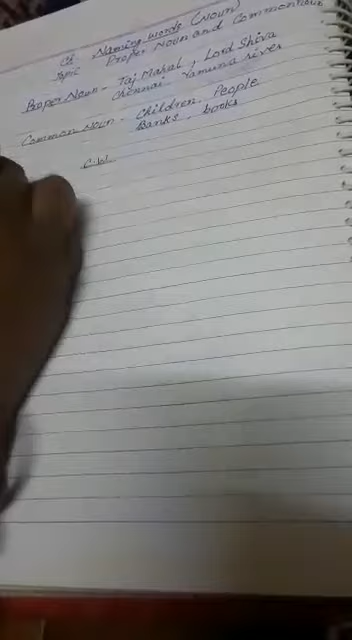 Ch Naming words (Noun)
Topic Proper Noun and Common Noun
Proper Noun - Taj Mahal, Lord Shiva
Chennai Yamuna river
Common Noun - Children, People
Banks, books
C.W.